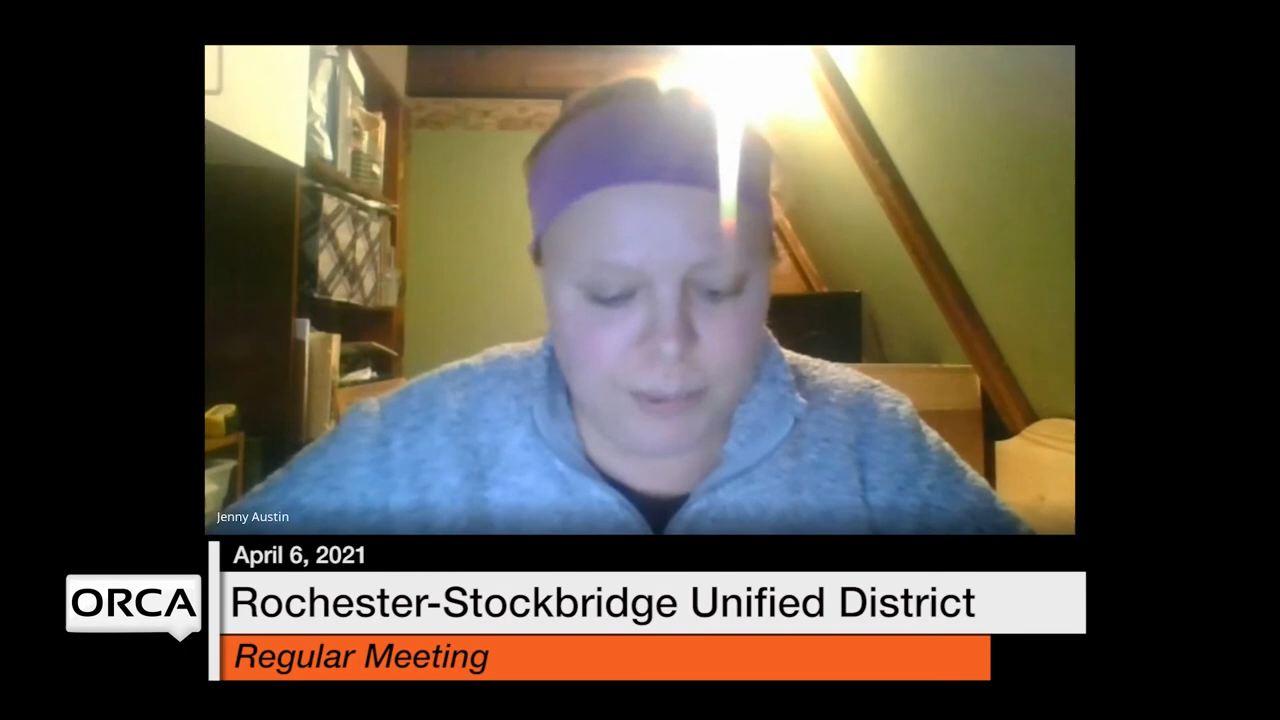 Jenny Austin
April 6, 2021
ORCA
Rochester-Stockbridge Unified District
Regular Meeting